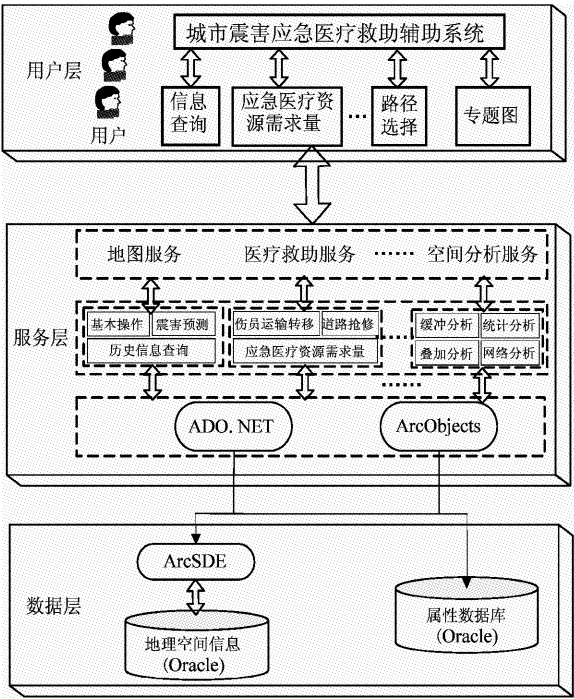 城市震害应急医疗救助辅助系统
用户层
用户
信息
查询
应急医疗资
源需求量
…
路径
选择
专题图
服务层
地图服务
医疗救助服务
……
空间分析服务
基本操作
震害预测
历史信息查询
伤员运输转移
道路抢修
应急医疗资源需求量
……
缓冲分析
统计分析
叠加分析
网络分析
……
ADO. NET
ArcObjects
数据层
ArcSDE
地理空间信息
(Oracle)
属性数据库
(Oracle)